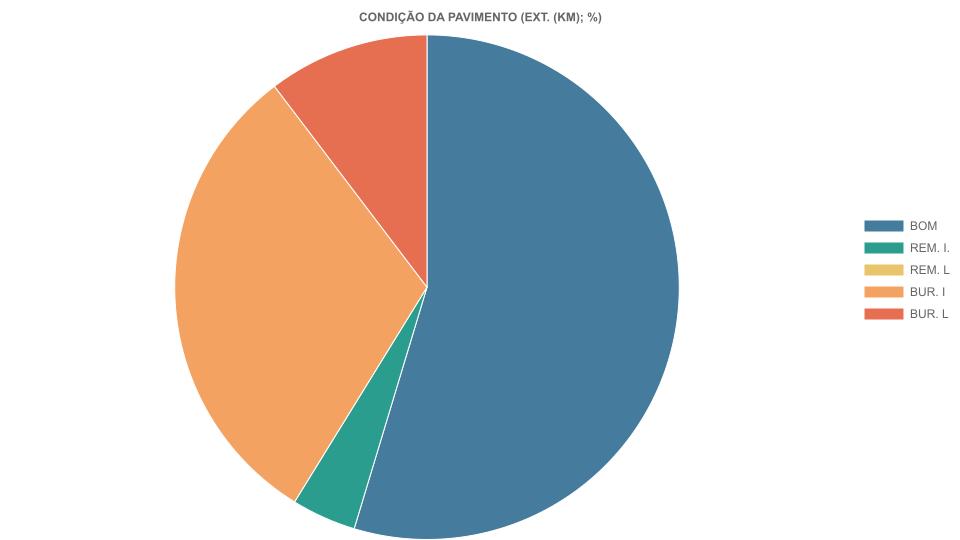 CONDIÇÃO DA PAVIMENTO (EXT. (KM); %)
BOM
REM. I.
REM. L
BUR. I
BUR. L